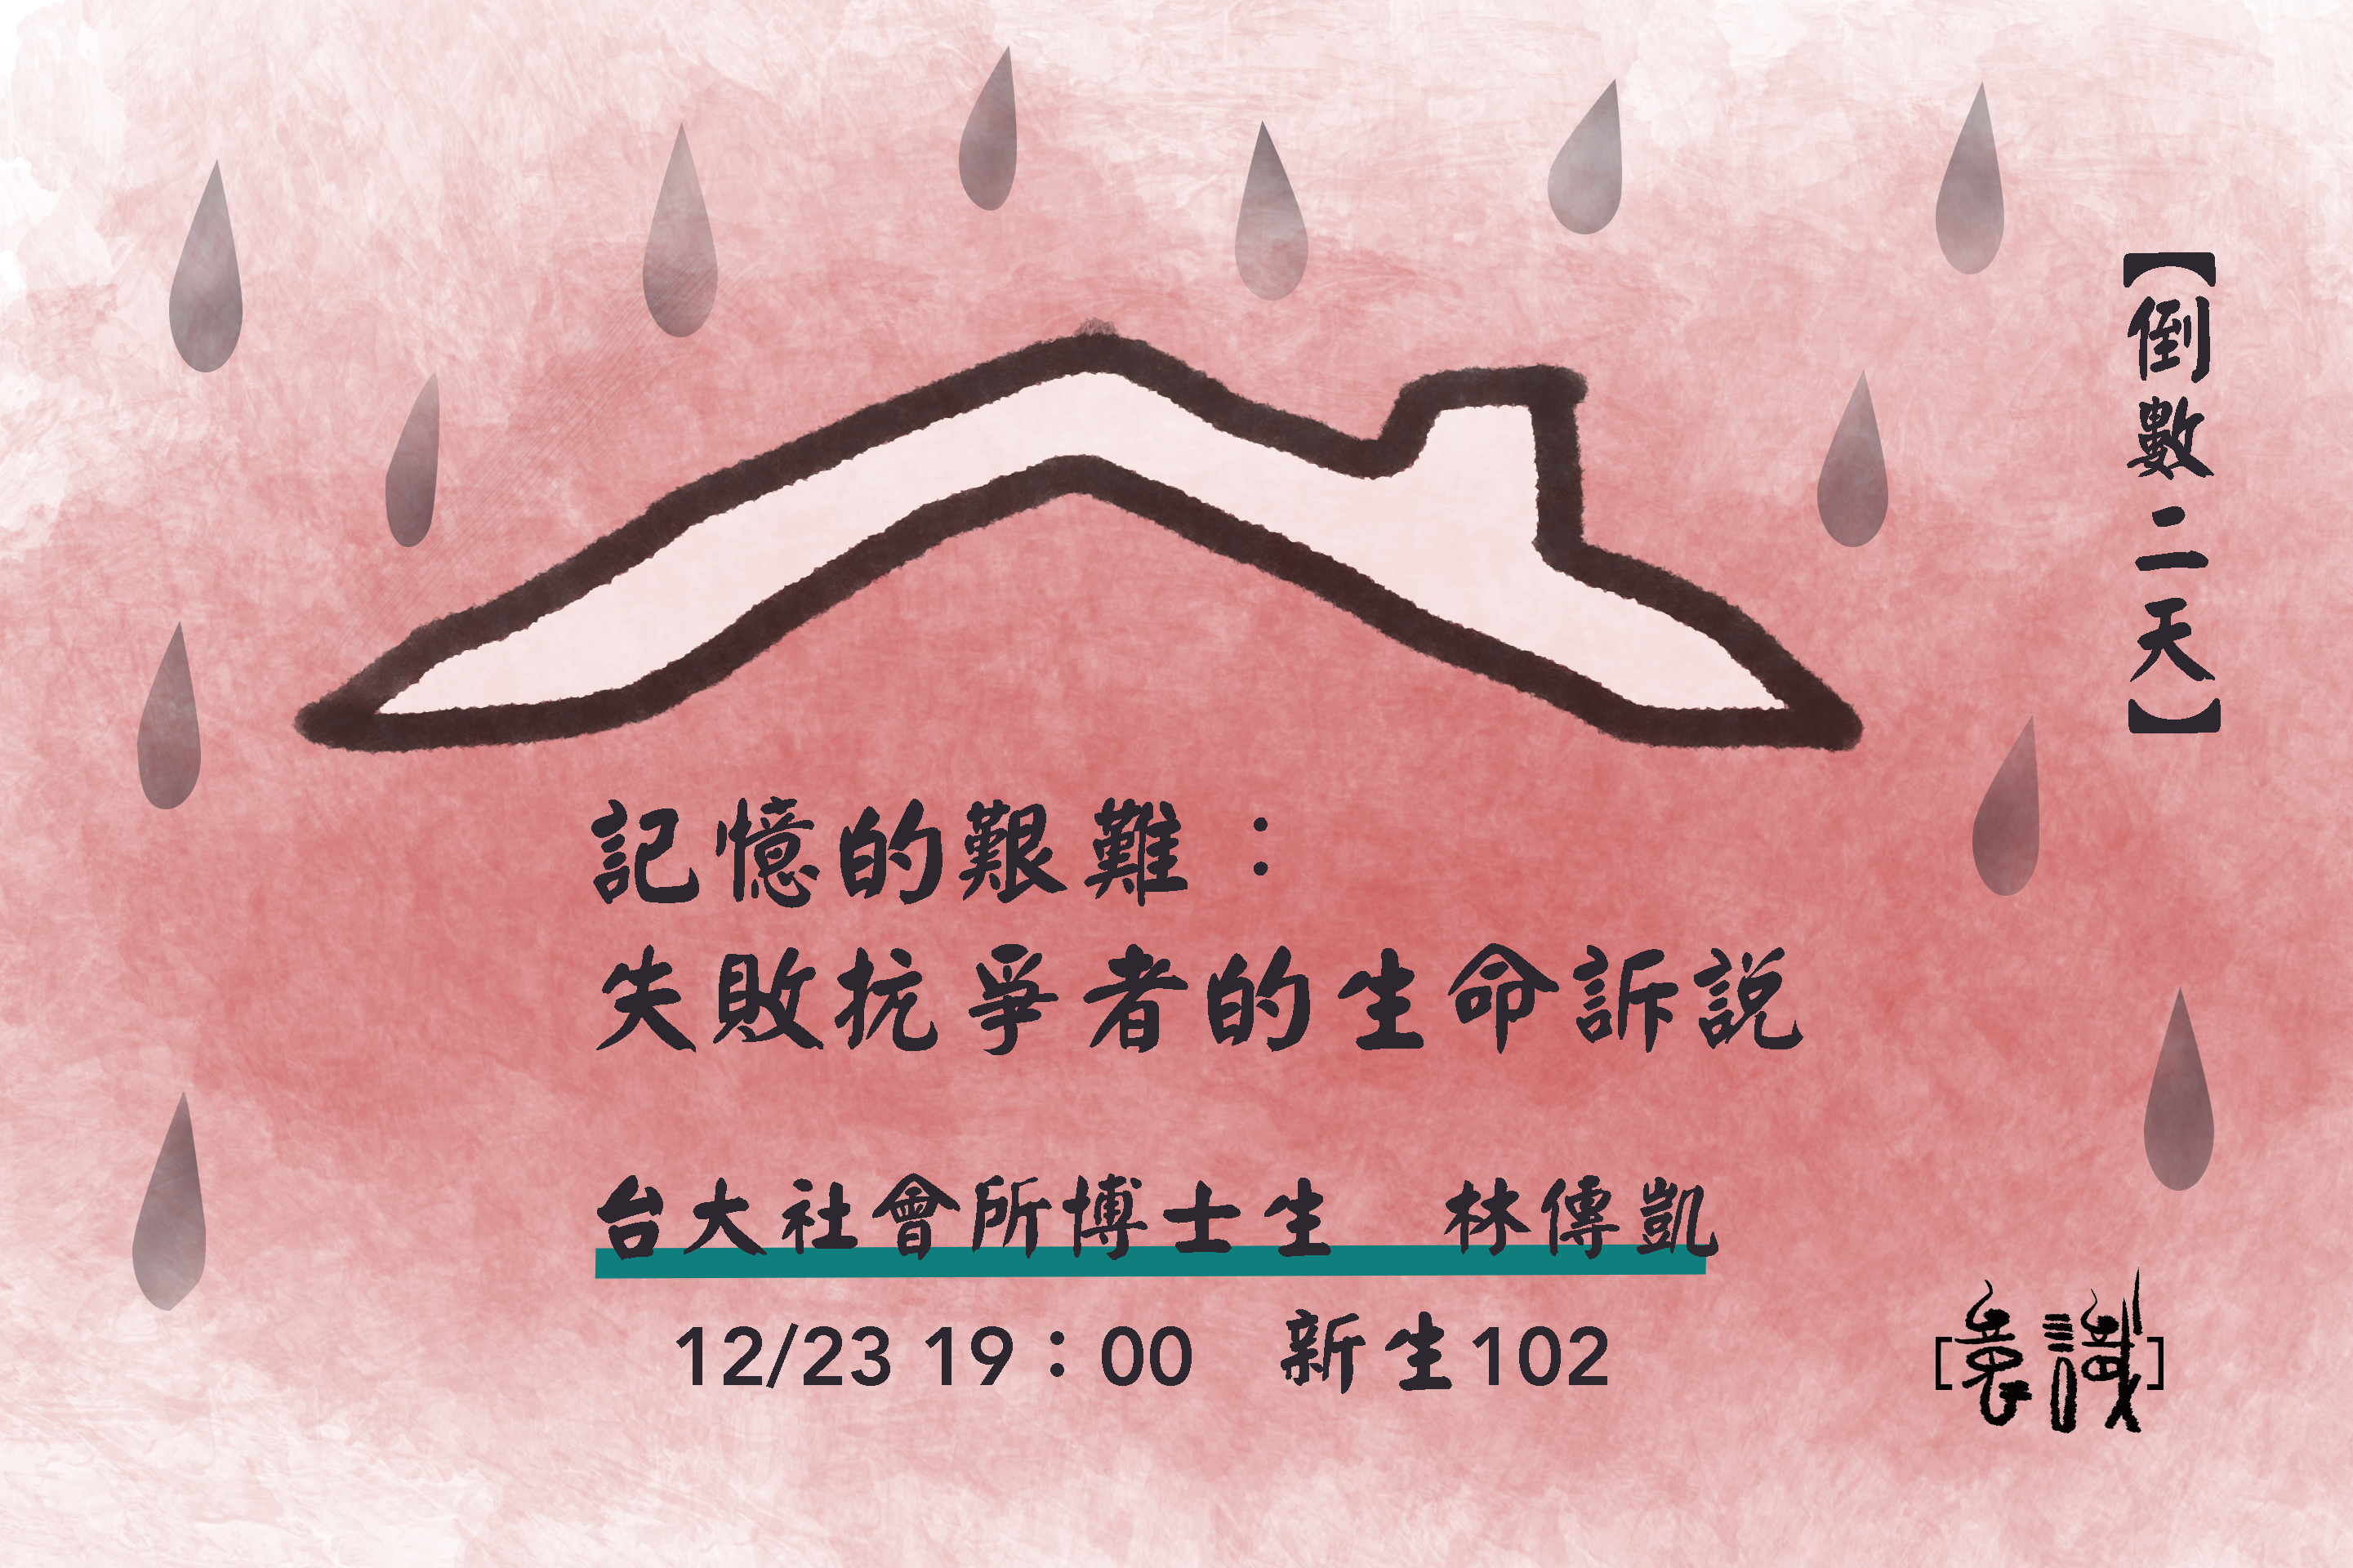 【倒數二天】
記憶的艱難：
失敗抗爭者的生命訴說
台大社會所博士生　林傳凱
12/23 19：00　新生102
[意識]